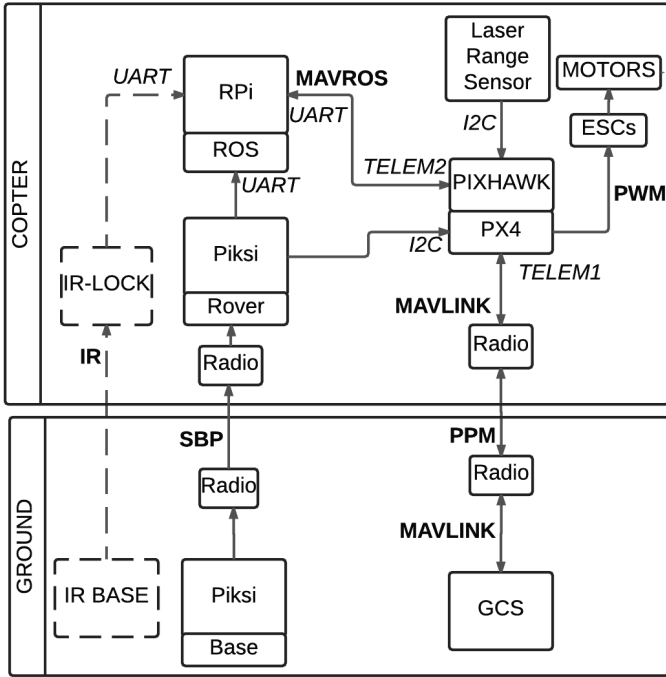 COPTER
UART
RPi
ROS
MAVROS
UART
TELEM2
Laser
Range
Sensor
I2C
MOTORS
ESCs
PWM
PIXHAWK
PX4
UART
Piksi
Rover
I2C
TELEM1
IR-LOCK
MAVLINK
Radio
Radio
IR
GROUND
SBP
PPM
Radio
Radio
MAVLINK
IR BASE
Piksi
Base
GCS